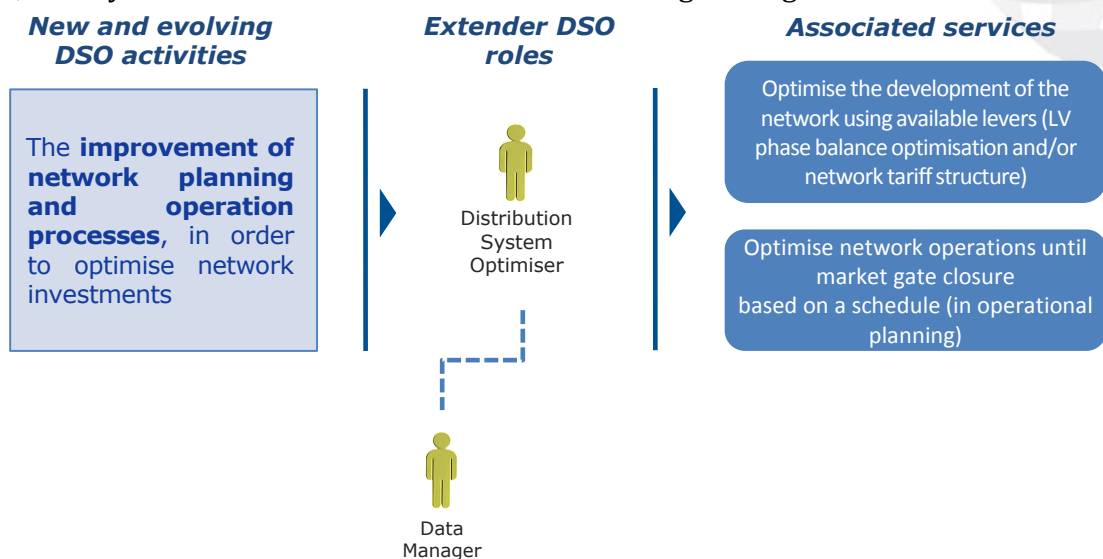 New and evolving
DSO activities
Extender DSO
roles
Associated services
The improvement of
network planning
and operation
processes, in order
to optimise network
investments
Distribution
System
Optimiser
Data
Manager
Optimise the development of the
network using available levers (LV
phase balance optimisation and/or
network tariff structure)
Optimise network operations until
market gate closure
based on a schedule (in operational
planning)